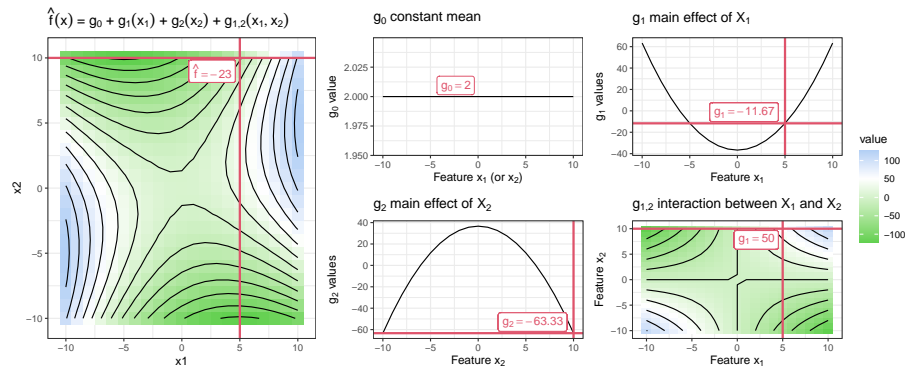 f̂(x) = g₀ + g₁(x₁) + g₂(x₂) + g₁,₂(x₁, x₂)
10
5
0
−5
−10
x2
−10
−5
0
5
10
x1
f̂ = −23
g₀ constant mean
2.025
2.000
1.975
1.950
g₀ value
g₀ = 2
−10
−5
0
5
10
Feature x₁ (or x₂)
g₁ main effect of X₁
60
40
20
0
−20
−40
g₁ values
g₁ = −11.67
−10
−5
0
5
10
Feature x₁
g₂ main effect of X₂
40
20
0
−20
−40
−60
g₂ values
g₂ = −63.33
−10
−5
0
5
10
Feature x₂
g₁,₂ interaction between X₁ and X₂
10
5
0
−5
−10
Feature x₂
g₁ = 50
−10
−5
0
5
10
Feature x₁
value
100
50
0
−50
−100